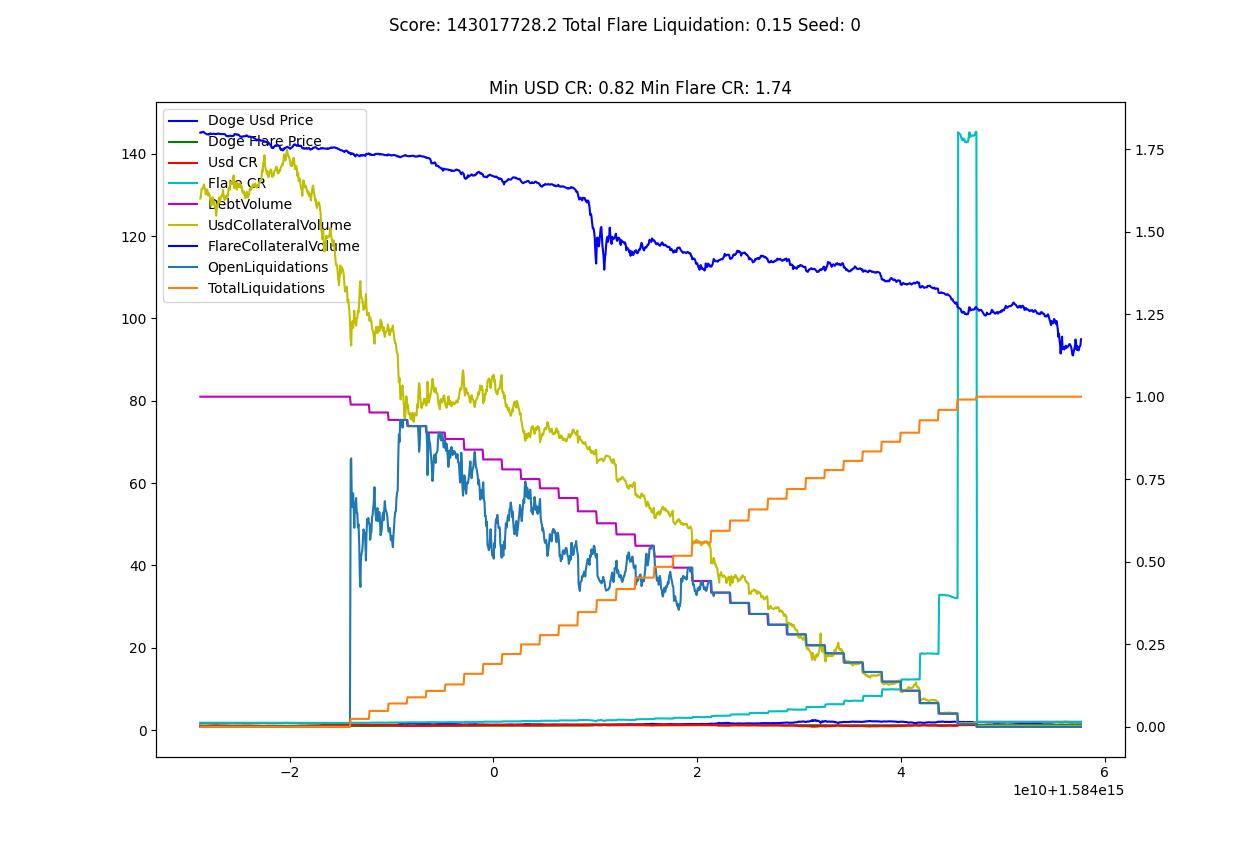 Score: 143017728.2 Total Flare Liquidation: 0.15 Seed: 0
Min USD CR: 0.82 Min Flare CR: 1.74
Doge Usd Price
Doge Flare Price
Usd CR
Flare CR
DebtVolume
UsdCollateralVolume
FlareCollateralVolume
OpenLiquidations
TotalLiquidations
140
120
100
80
60
40
20
0
1.75
1.50
1.25
1.00
0.75
0.50
0.25
0.00
−2
0
2
4
6
1e10+1.584e15